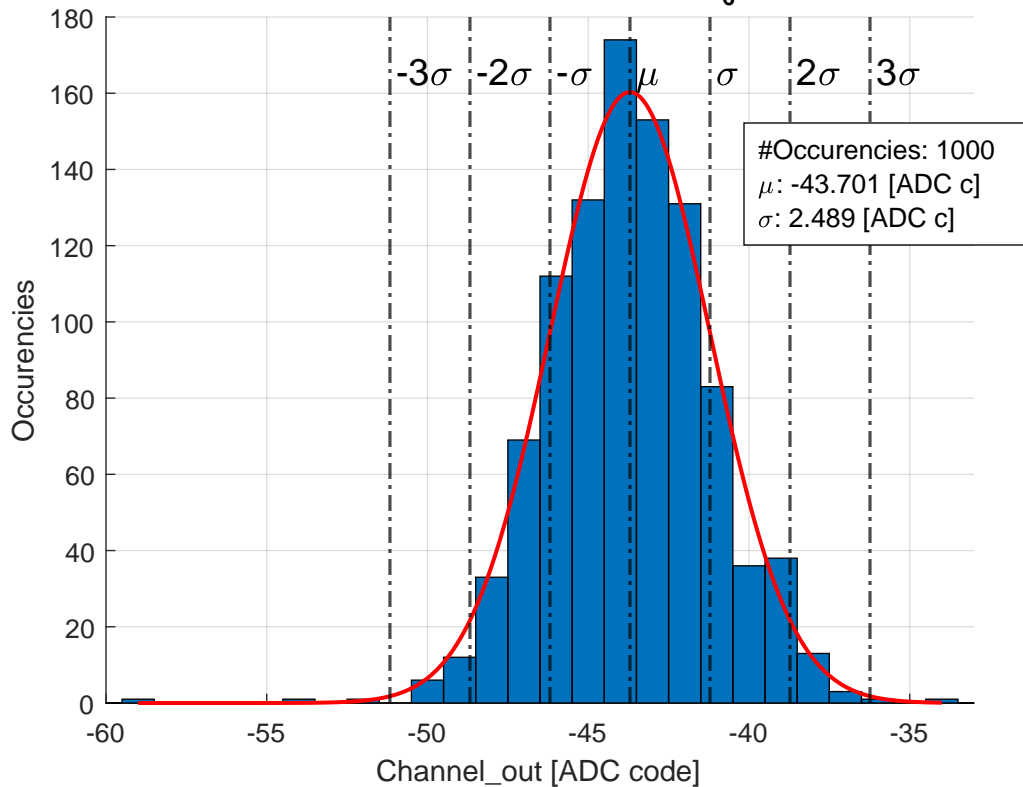 180
160
140
120
100
80
60
40
20
0
Occurencies
-3σ -2σ -σ μ σ 2σ 3σ
#Occurencies: 1000
μ: -43.701 [ADC c]
σ: 2.489 [ADC c]
-60 -55 -50 -45 -40 -35
Channel_out [ADC code]